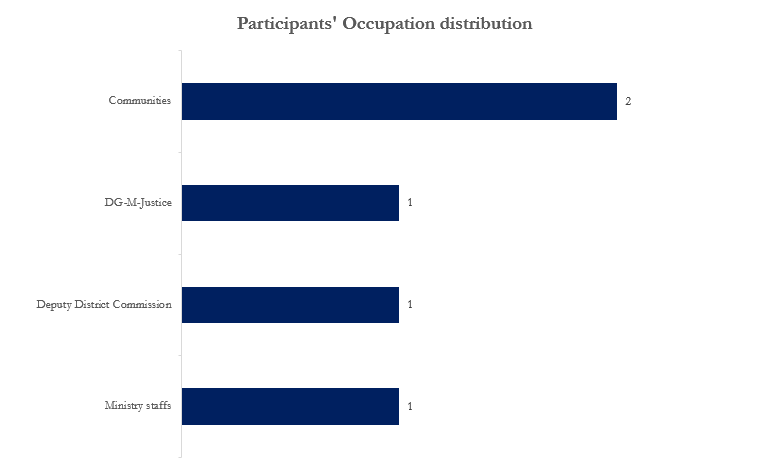 Participants' Occupation distribution
Communities
2
DG-M-Justice
1
Deputy District Commission
1
Ministry staffs
1